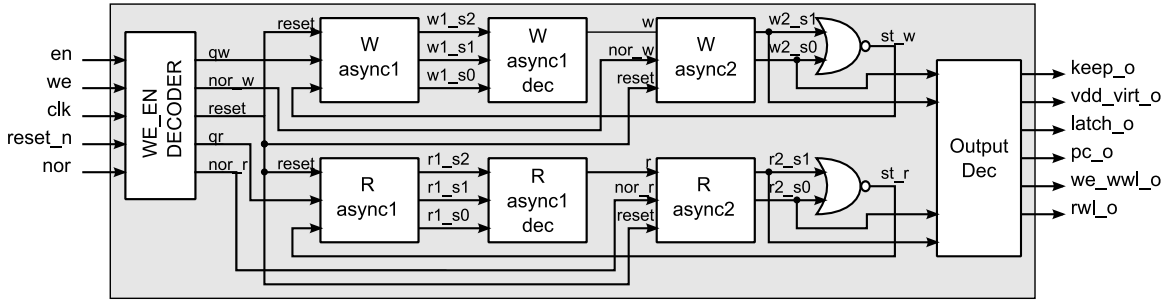 en
we
clk
reset_n
nor
WE_EN
DECODER
qw
nor_w
reset
qr
nor_r
reset
W
async1
w1_s2
w1_s1
w1_s0
W
async1
dec
w
nor_w
reset
W
async2
w2_s1
w2_s0
st_w
reset
R
async1
r1_s2
r1_s1
r1_s0
R
async1
dec
r
nor_r
reset
R
async2
r2_s1
r2_s0
st_r
Output
Dec
keep_o
vdd_virt_o
latch_o
pc_o
we_wwl_o
rwl_o